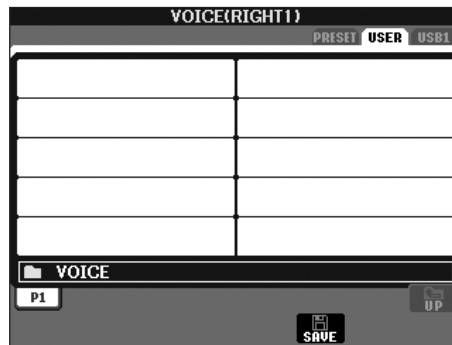 VOICE(RIGHT1)
PRESET USER USB1
VOICE
P1
UP
SAVE